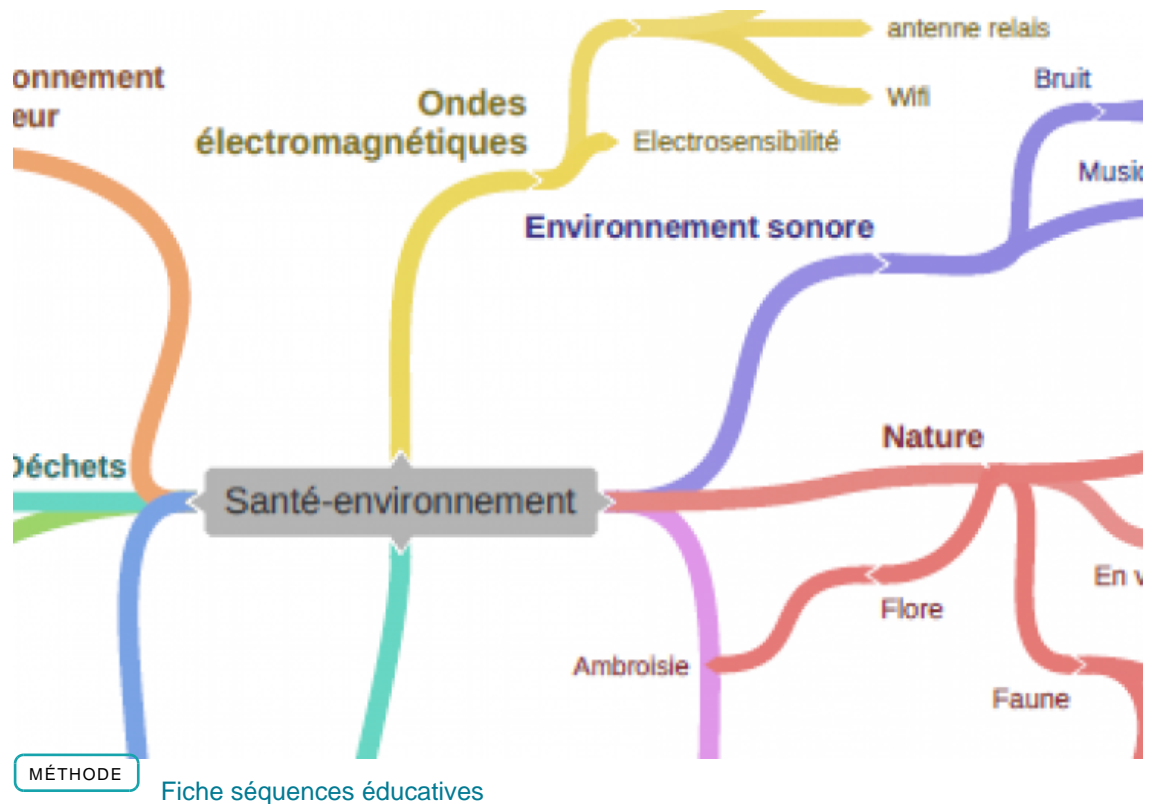 antenne relais
onnement
eur
Bruit
Ondes
électromagnétiques
Wifi
Electrosensibilité
Environnement sonore
Nature
Déchets
Santé-environnement
Flore
Ambroisie
Faune
MÉTHODE
Fiche séquences éducatives